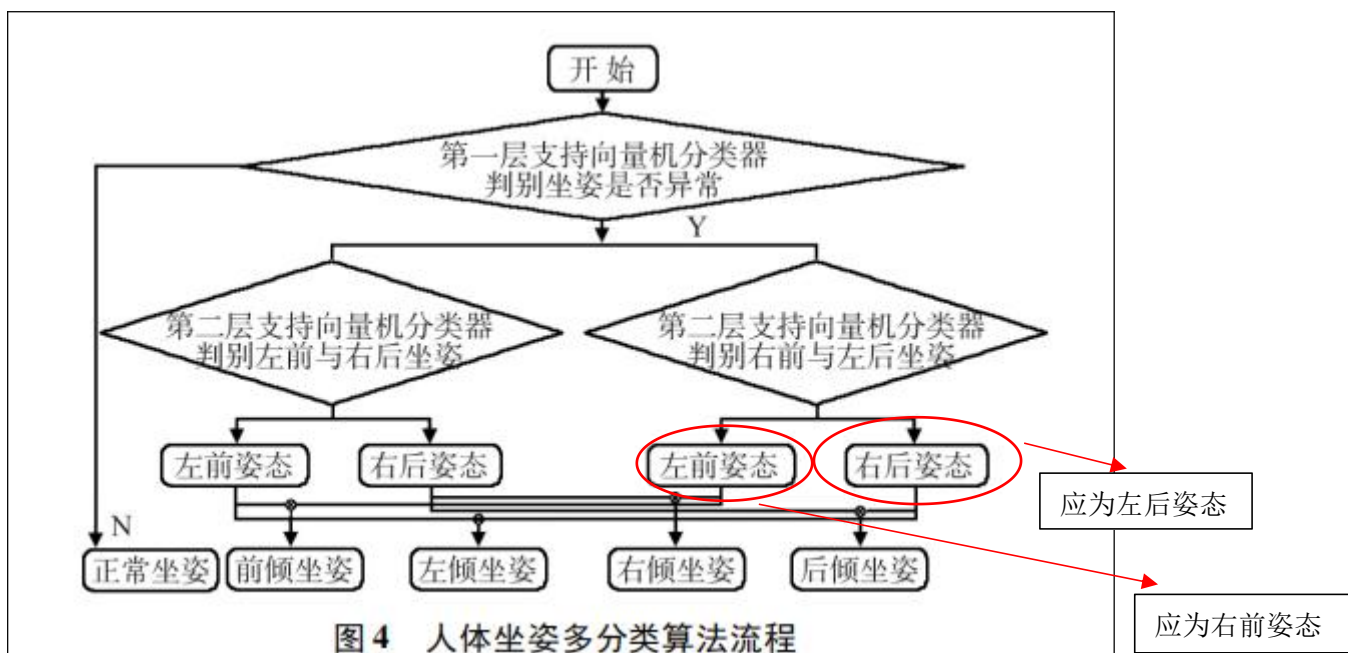 开 始
第一层支持向量机分类器
判别坐姿是否异常
Y
第二层支持向量机分类器
判别左前与右后坐姿
第二层支持向量机分类器
判别右前与左后坐姿
左前姿态
右后姿态
左前姿态
右后姿态
应为左后姿态
N
正常坐姿
前倾坐姿
左倾坐姿
右倾坐姿
后倾坐姿
应为右前姿态
图 4 人体坐姿多分类算法流程